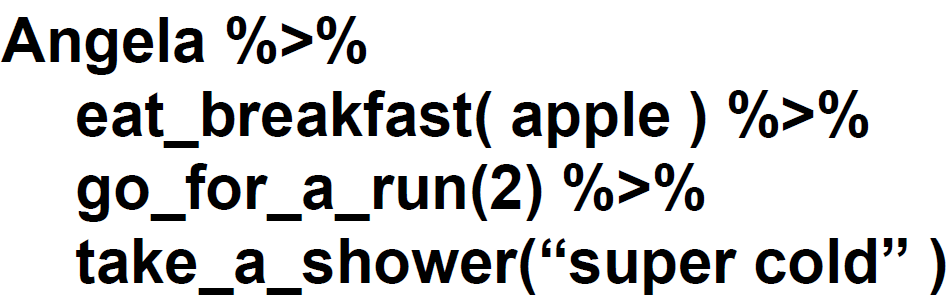 Angela %>%
eat_breakfast( apple ) %>%
go_for_a_run(2) %>%
take_a_shower(“super cold” )